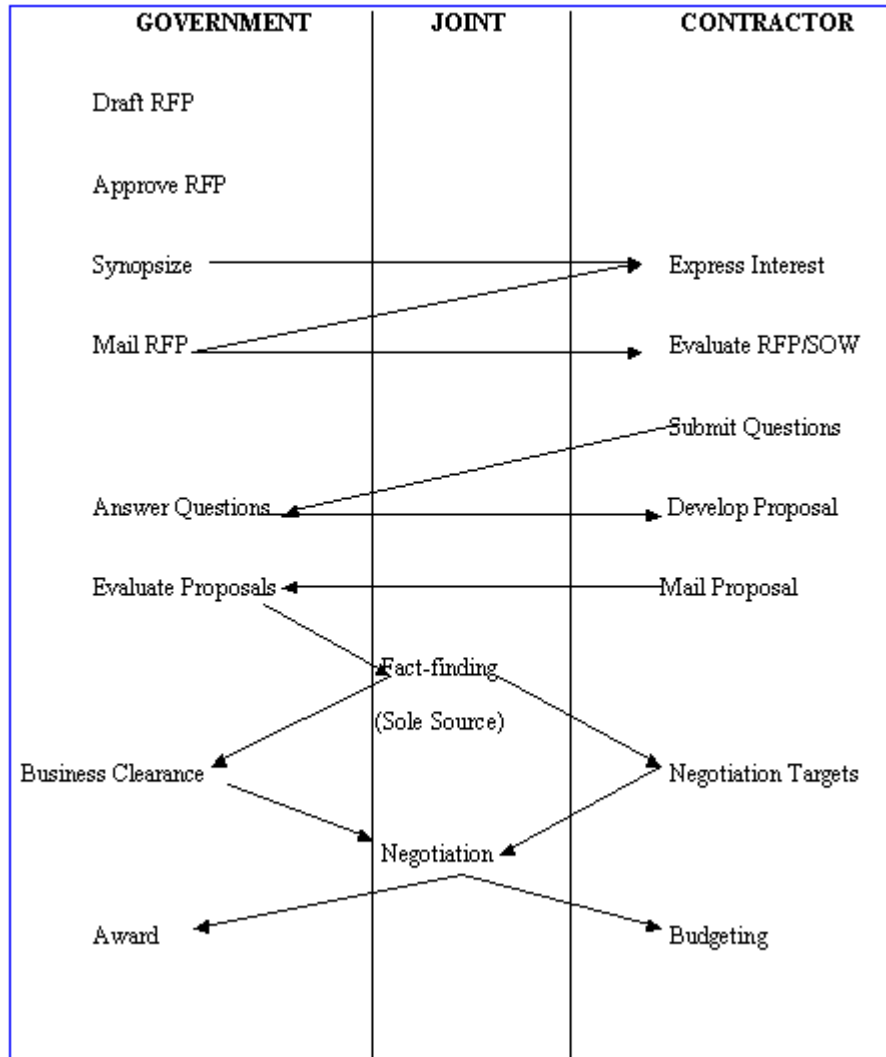 GOVERNMENT JOINT CONTRACTOR
Draft RFP
Approve RFP
Synopsize Express Interest
Mail RFP Evaluate RFP/SOW
Submit Questions
Answer Questions Develop Proposal
Evaluate Proposals Mail Proposal
Fact-finding
(Sole Source)
Business Clearance Negotiation Targets
Negotiation
Award Budgeting